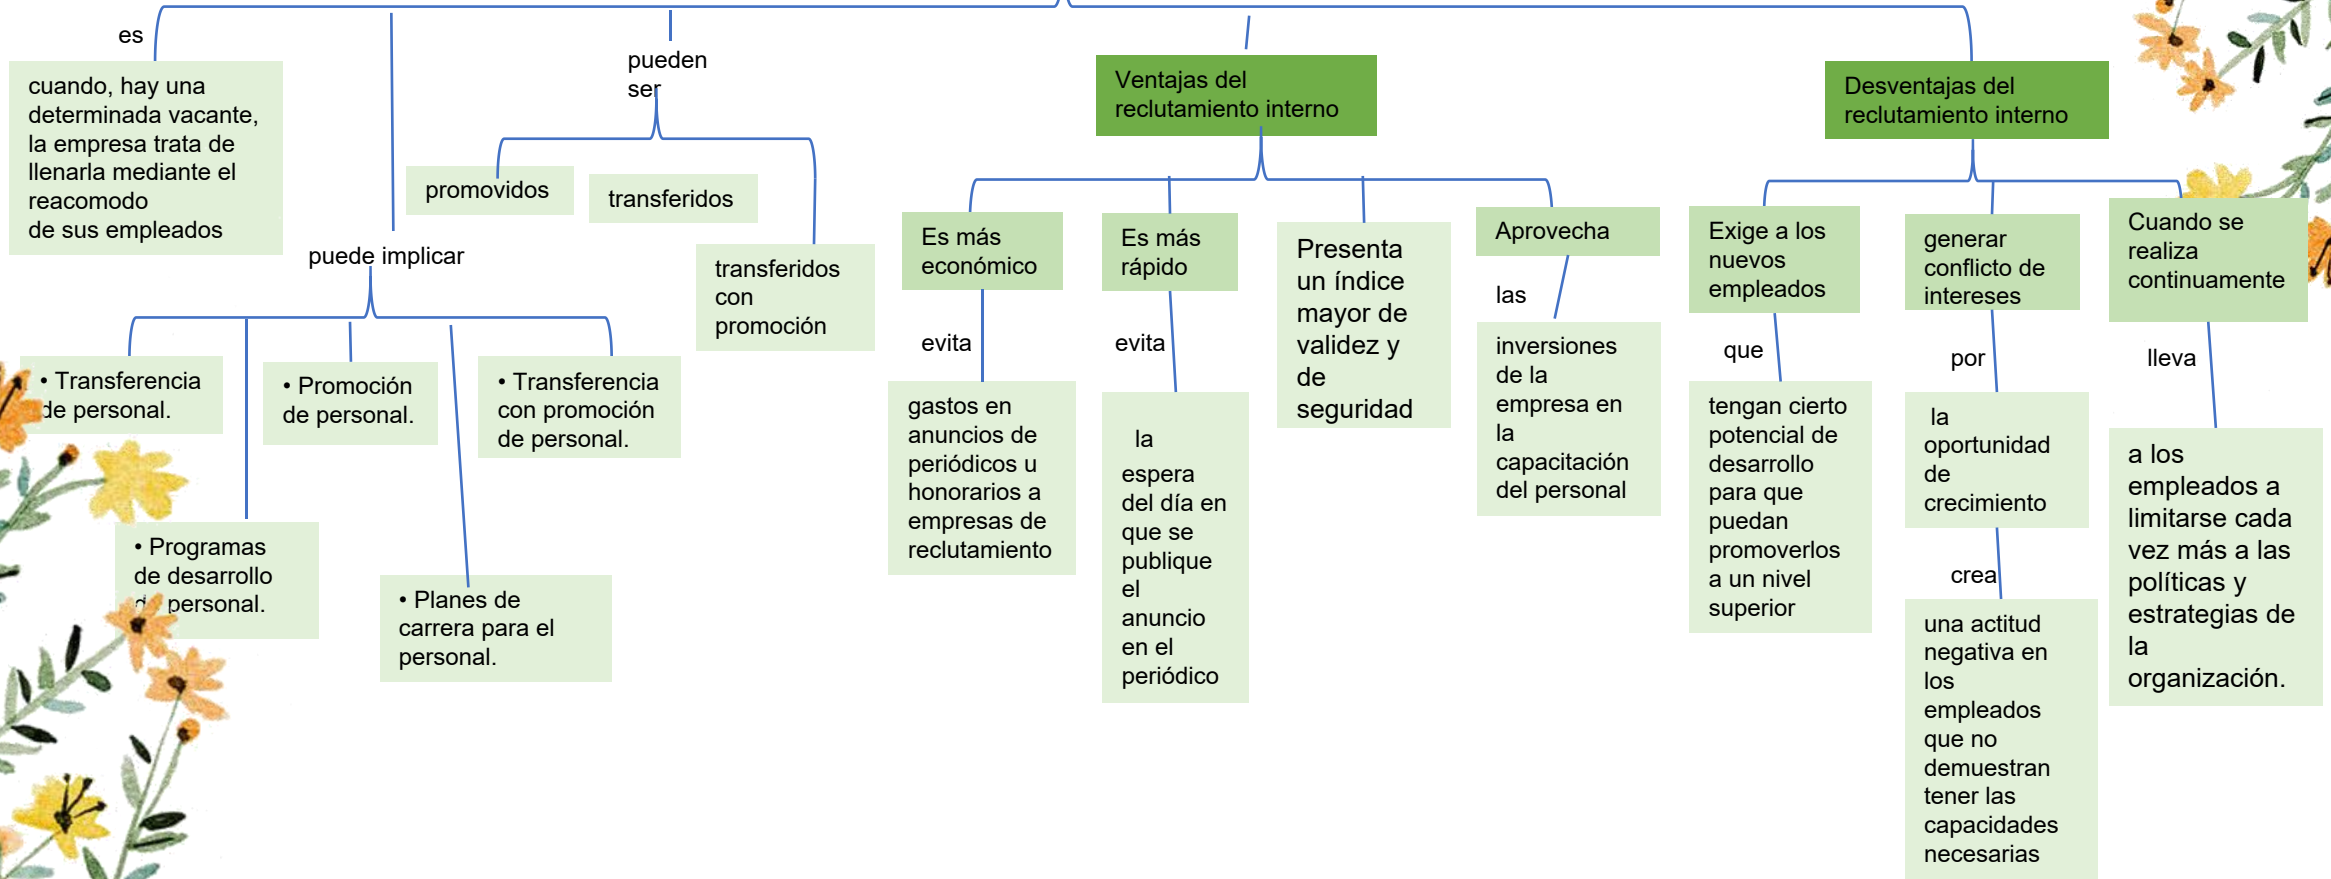 es
cuando, hay una
determinada vacante,
la empresa trata de
llenarla mediante el
reacomodo
de sus empleados
puede implicar
• Transferencia
de personal.
• Programas
de desarrollo
de personal.
• Promoción
de personal.
• Planes de
carrera para el
personal.
• Transferencia
con promoción
de personal.
pueden
ser
promovidos
transferidos
transferidos
con
promoción
Ventajas del
reclutamiento interno
Es más
económico
evita
gastos en
anuncios de
periódicos u
honorarios a
empresas de
reclutamiento
Es más
rápido
evita
la
espera
del día en
que se
publique
el
anuncio
en el
periódico
Presenta
un índice
mayor de
validez y
de
seguridad
Aprovecha
las
inversiones
de la
empresa en
la
capacitación
del personal
Desventajas del
reclutamiento interno
Exige a los
nuevos
empleados
que
tengan cierto
potencial de
desarrollo
para que
puedan
promoverlos
a un nivel
superior
generar
conflicto de
intereses
por
la
oportunidad
de
crecimiento
crea
una actitud
negativa en
los
empleados
que no
demuestran
tener las
capacidades
necesarias
Cuando se
realiza
continuamente
lleva
a los
empleados a
limitarse cada
vez más a las
políticas y
estrategias de
la
organización.